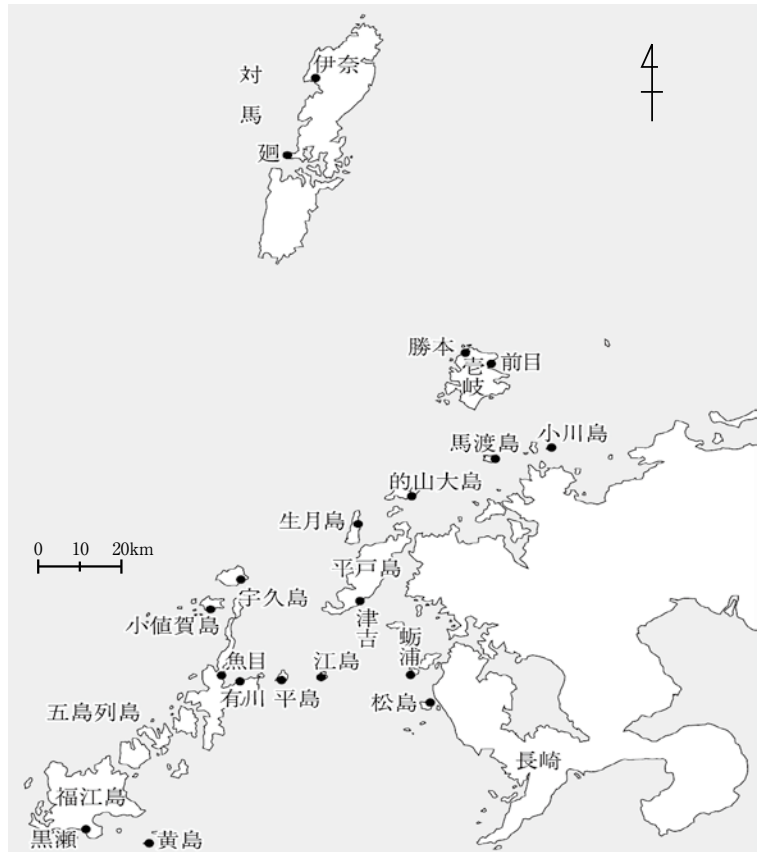 対馬
伊奈
廻
勝本
壱岐
前目
馬渡島
小川島
的山大島
生月島
0 10 20km
平戸島
宇久島
津吉
小値賀島
蛎浦
魚目
江島
有川
平島
松島
五島列島
長崎
福江島
黒瀬
黄島